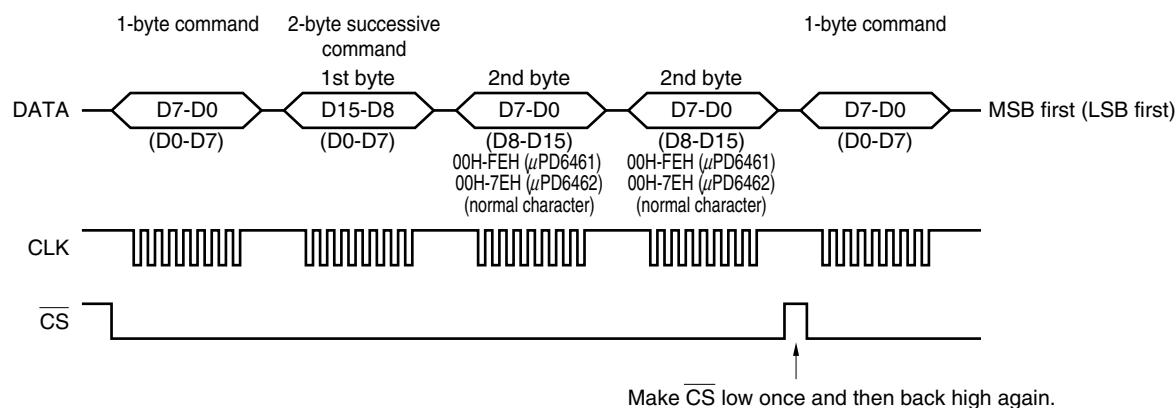 1-byte command
2-byte successive
command
1-byte command
1st byte
2nd byte
2nd byte
DATA
D7-D0
D15-D8
D7-D0
D7-D0
D7-D0
MSB first (LSB first)
(D0-D7)
(D0-D7)
(D8-D15)
(D8-D15)
(D0-D7)
00H-FEH (μPD6461)
00H-FEH (μPD6461)
00H-7EH (μPD6462)
00H-7EH (μPD6462)
(normal character)
(normal character)
CLK
CS
Make CS low once and then back high again.